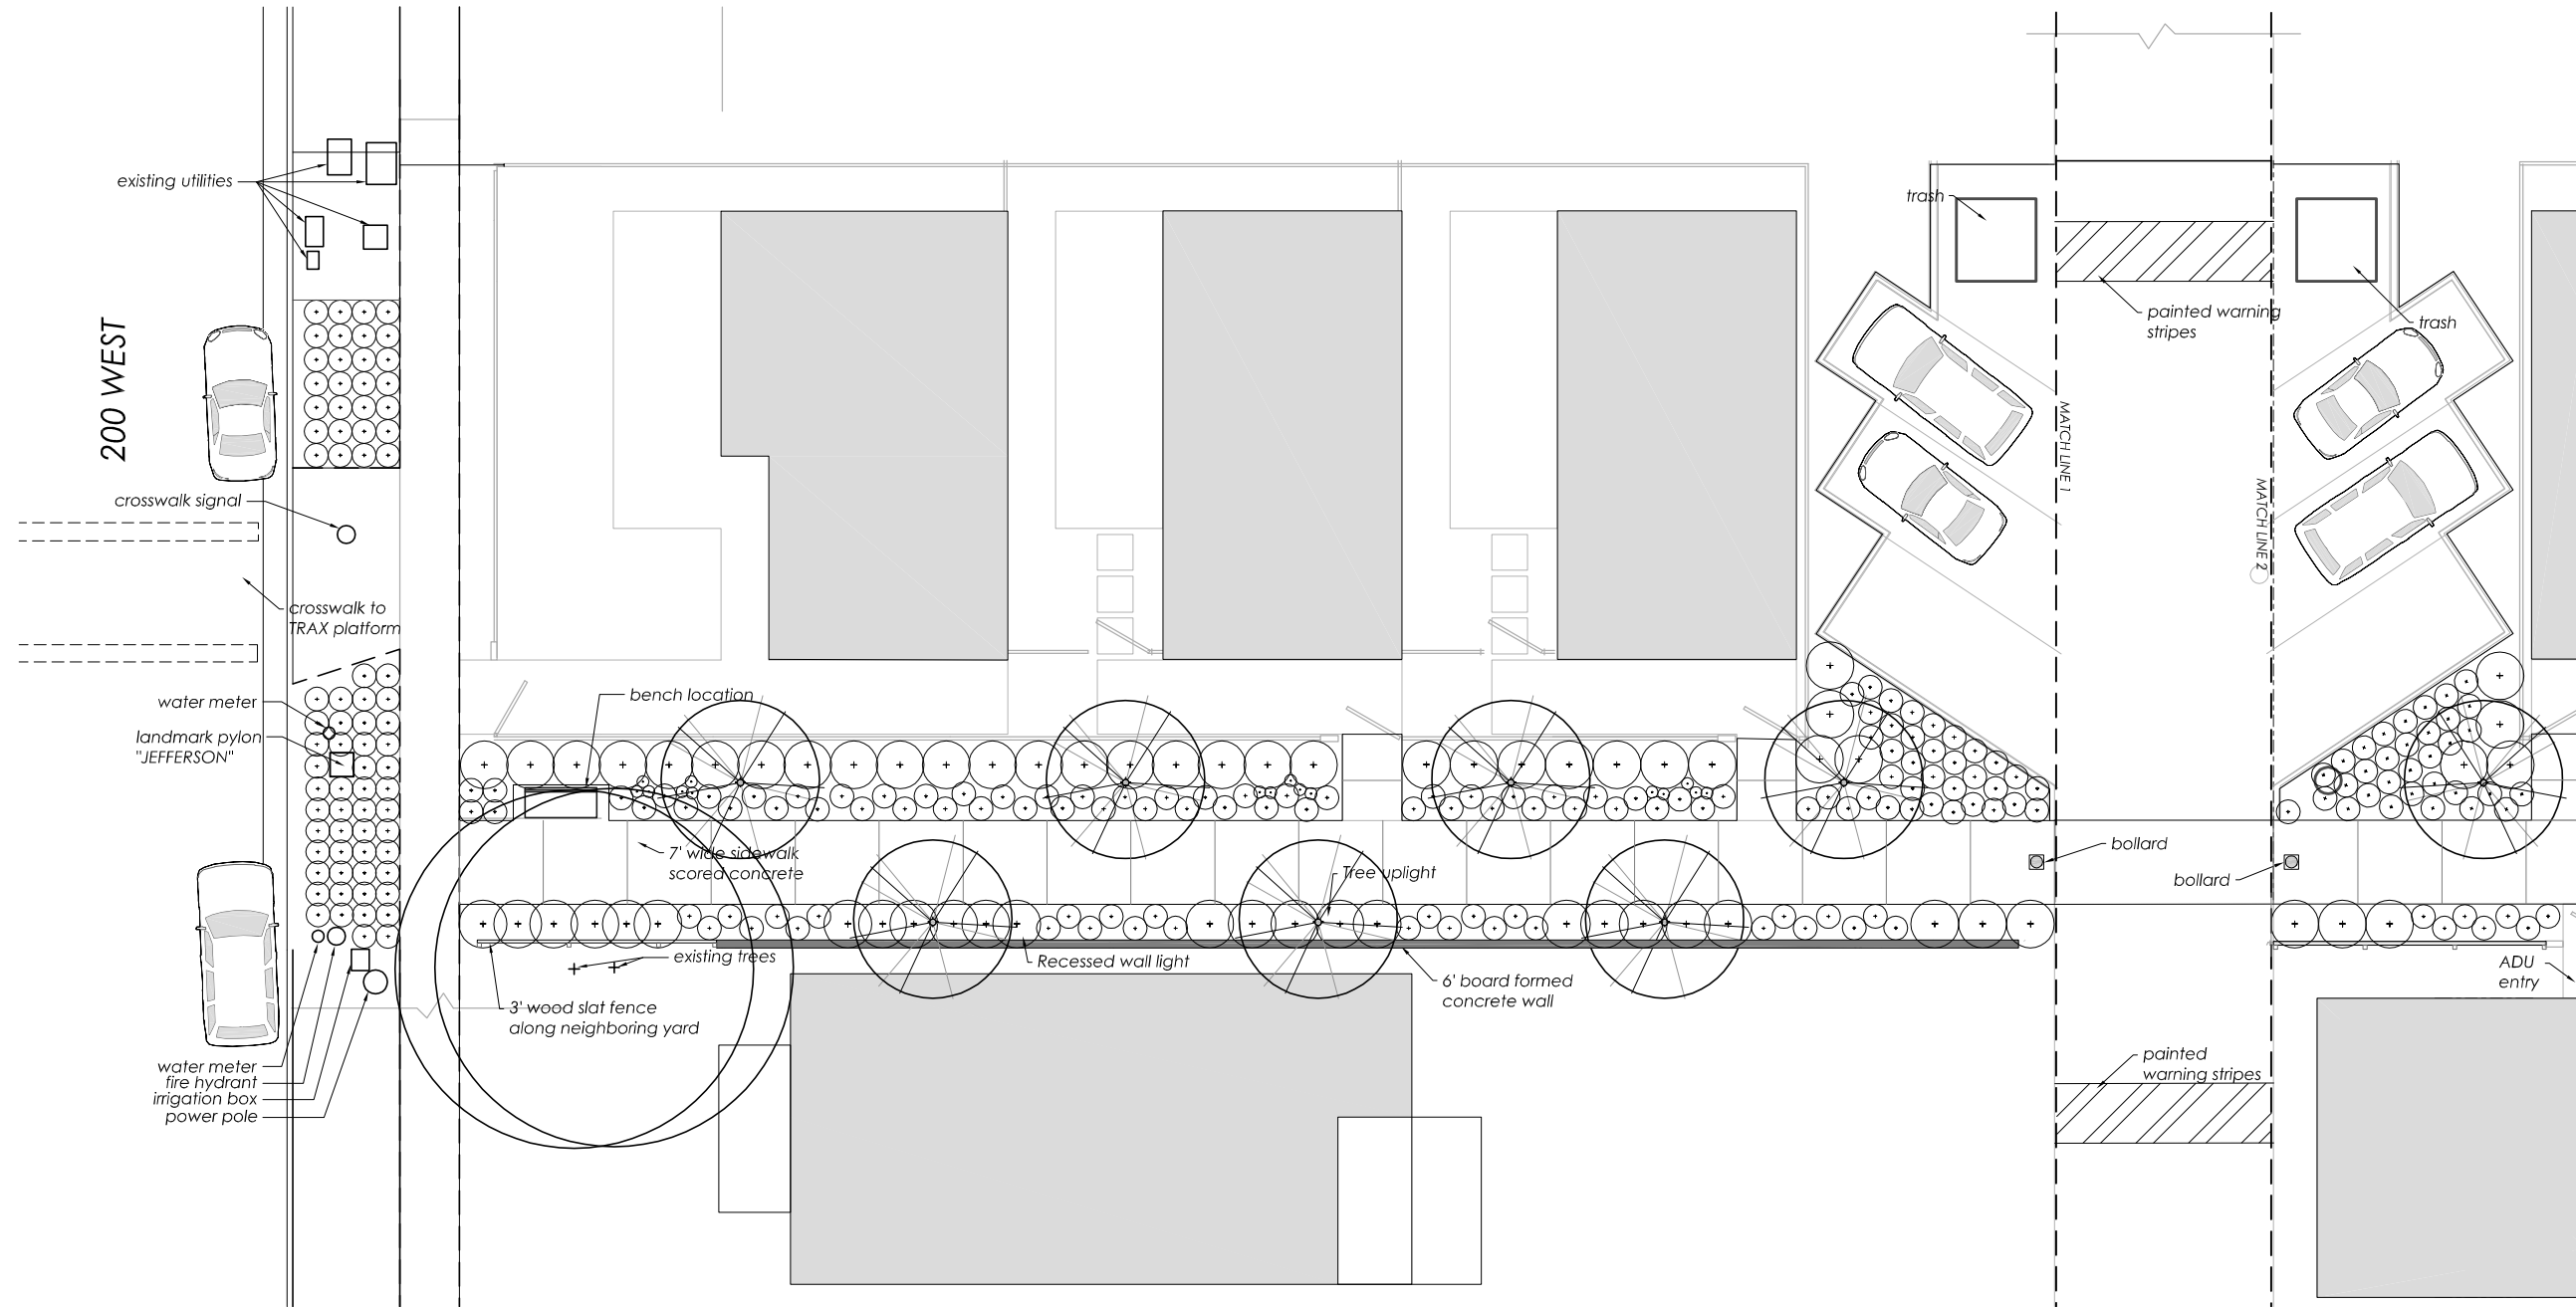 existing utilities
200 WEST
crosswalk signal
crosswalk to
TRAX platform
water meter
landmark pylon
"JEFFERSON"
water meter
fire hydrant
irrigation box
power pole
bench location
7' wide sidewalk
scored concrete
existing trees
3' wood slat fence
along neighboring yard
Recessed wall light
Tree uplight
6' board formed
concrete wall
trash
painted warning
stripes
trash
MATCH LINE 1
MATCH LINE 2
bollard
bollard
ADU
entry
painted
warning stripes